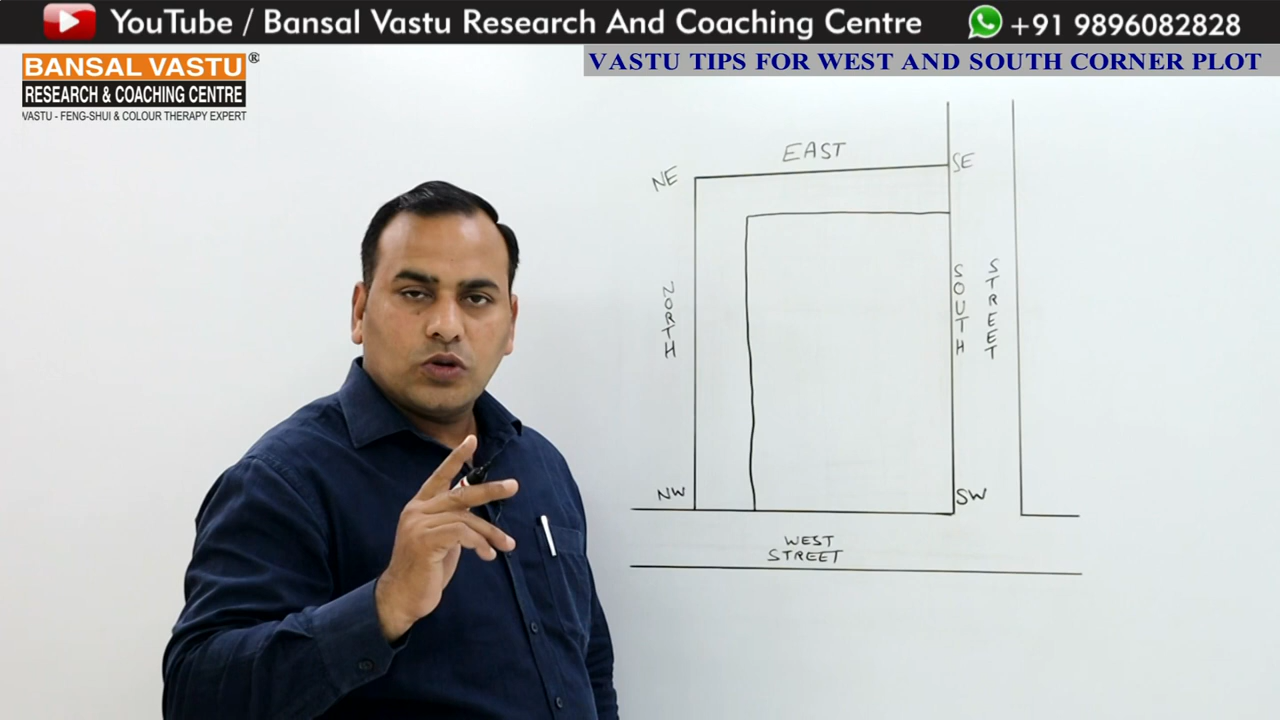 YouTube / Bansal Vastu Research And Coaching Centre
+91 9896082828
BANSAL VASTU®
RESEARCH & COACHING CENTRE
VASTU - FENG-SHUI & COLOUR THERAPY EXPERT
VASTU TIPS FOR WEST AND SOUTH CORNER PLOT
EAST
NE
SE
NORTH
SOUTH
STREET
NW
SW
WEST
STREET